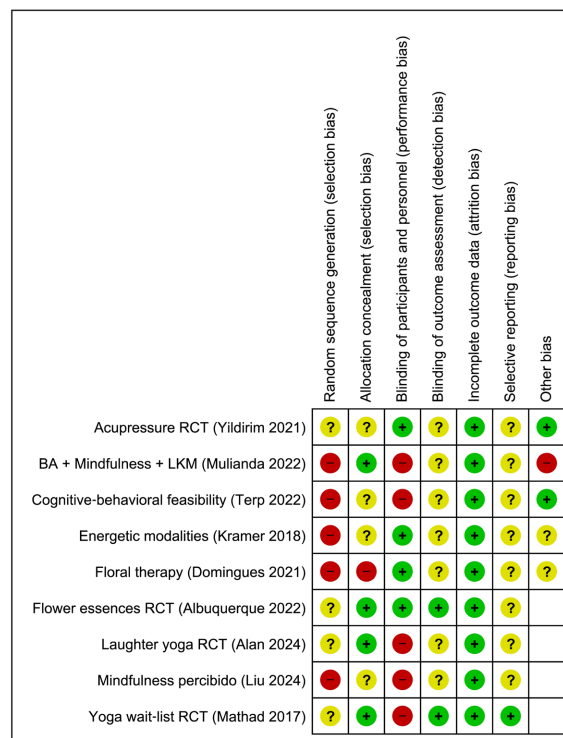 Random sequence generation (selection bias)
Allocation concealment (selection bias)
Blinding of participants and personnel (performance bias)
Blinding of outcome assessment (detection bias)
Incomplete outcome data (attrition bias)
Selective reporting (reporting bias)
Other bias
Acupressure RCT (Yildirim 2021) ? ? + ? + ? +
BA + Mindfulness + LKM (Mulianda 2022) − + − ? + ? −
Cognitive-behavioral feasibility (Terp 2022) − ? − ? + ? +
Energetic modalities (Kramer 2018) − ? + ? + ? ?
Floral therapy (Domingues 2021) − − + ? + ? ?
Flower essences RCT (Albuquerque 2022) ? + + + + ?
Laughter yoga RCT (Alan 2024) ? + − ? + ?
Mindfulness percibido (Liu 2024) − ? − ? + ?
Yoga wait-list RCT (Mathad 2017) ? + − + + +